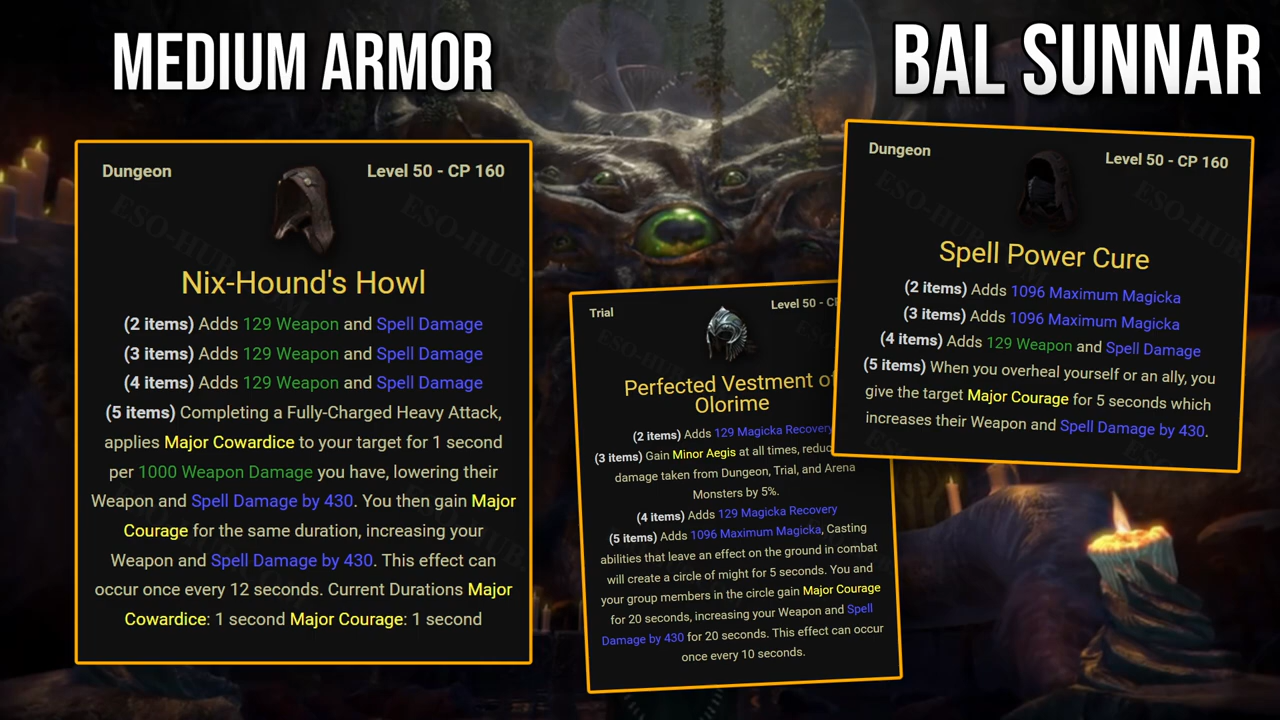 MEDIUM ARMOR
BAL SUNNAR
Dungeon
Level 50 - CP 160
ESO-HUB.COM
ESO-HUB
Nix-Hound's Howl
(2 items) Adds 129 Weapon and Spell Damage
(3 items) Adds 129 Weapon and Spell Damage
(4 items) Adds 129 Weapon and Spell Damage
(5 items) Completing a Fully-Charged Heavy Attack,
applies Major Cowardice to your target for 1 second
per 1000 Weapon Damage you have, lowering their
Weapon and Spell Damage by 430. You then gain Major
Courage for the same duration, increasing your
Weapon and Spell Damage by 430. This effect can
occur once every 12 seconds. Current Durations Major
Cowardice: 1 second Major Courage: 1 second
Trial
Level 50 - CP
Perfected Vestment of
Olorime
(2 items) Adds 129 Magicka Recovery
(3 items) Gain Minor Aegis at all times, reduc
damage taken from Dungeon, Trial, and Arena
Monsters by 5%.
(4 items) Adds 129 Magicka Recovery
(5 items) Adds 1096 Maximum Magicka, Casting
abilities that leave an effect on the ground in combat
will create a circle of might for 5 seconds. You and
your group members in the circle gain Major Courage
for 20 seconds, increasing your Weapon and Spell
Damage by 430 for 20 seconds. This effect can occur
once every 10 seconds.
Dungeon
Level 50 - CP 160
Spell Power Cure
(2 items) Adds 1096 Maximum Magicka
(3 items) Adds 1096 Maximum Magicka
(4 items) Adds 129 Weapon and Spell Damage
(5 items) When you overheal yourself or an ally, you
give the target Major Courage for 5 seconds which
increases their Weapon and Spell Damage by 430.